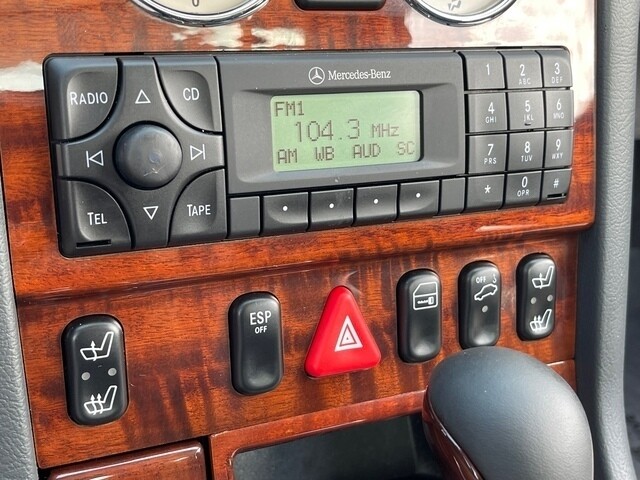 Mercedes-Benz
RADIO
CD
TEL
TAPE
FM1
104.3 MHz
AM WB AUD SC
1
2 ABC
3 DEF
4 GHI
5 JKL
6 MNO
7 PRS
8 TUV
9 WXY
*
0 OPR
#
ESP
OFF
OFF